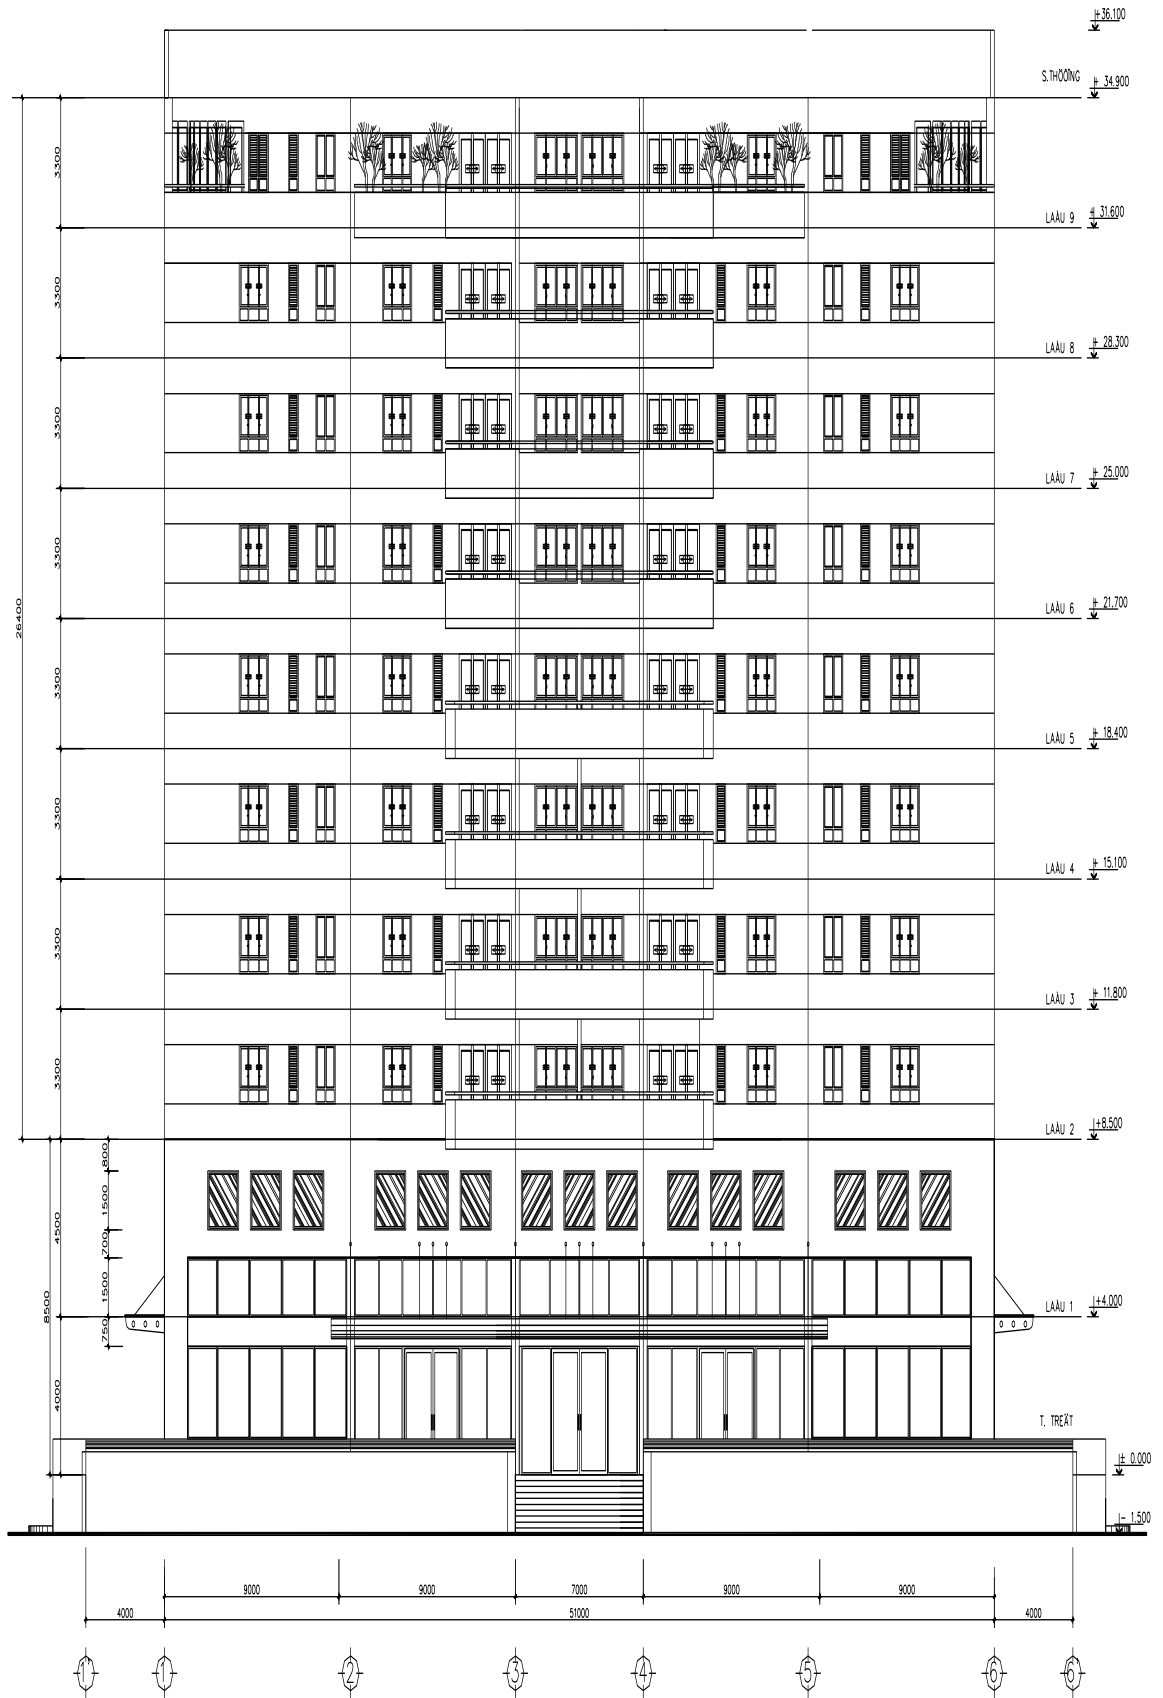 +36.100
S.THÖÔÏNG + 34.900
3300
LAÀU 9 + 31.600
3300
LAÀU 8 + 28.300
3300
LAÀU 7 + 25.000
3300
26400
LAÀU 6 + 21.700
3300
LAÀU 5 + 18.400
3300
LAÀU 4 + 15.100
3300
LAÀU 3 + 11.800
3300
LAÀU 2 +8.500
800
1500
4500
700
1500
8500
LAÀU 1 +4.000
750
4000
T. TREÄT
± 0.000
- 1.500
9000 9000 7000 9000 9000
4000 51000 4000
1' 1 2 3 4 5 6 6'